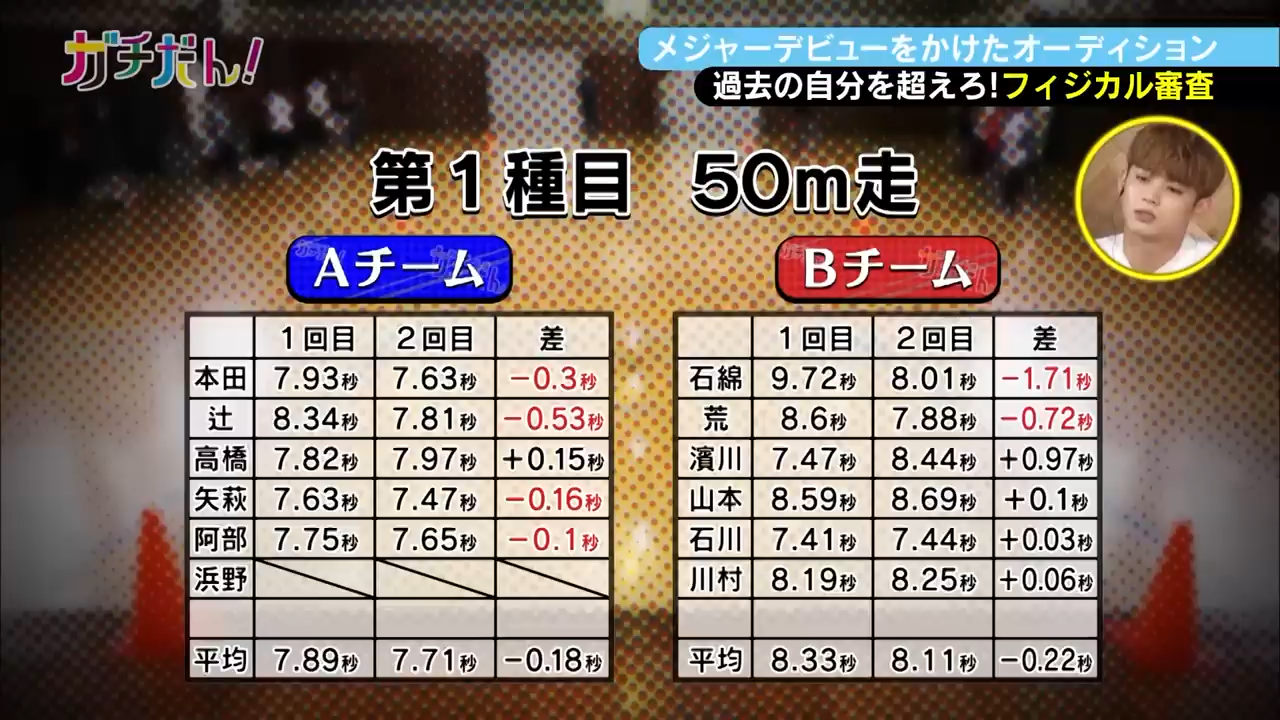 ガチだん!
メジャーデビューをかけたオーディション
過去の自分を超えろ!フィジカル審査
第1種目 50m走
Aチーム
1回目 2回目 差
本田 7.93秒 7.63秒 −0.3秒
辻 8.34秒 7.81秒 −0.53秒
高橋 7.82秒 7.97秒 +0.15秒
矢萩 7.63秒 7.47秒 −0.16秒
阿部 7.75秒 7.65秒 −0.1秒
浜野
平均 7.89秒 7.71秒 −0.18秒
Bチーム
1回目 2回目 差
石綿 9.72秒 8.01秒 −1.71秒
荒 8.6秒 7.88秒 −0.72秒
濱川 7.47秒 8.44秒 +0.97秒
山本 8.59秒 8.69秒 +0.1秒
石川 7.41秒 7.44秒 +0.03秒
川村 8.19秒 8.25秒 +0.06秒
平均 8.33秒 8.11秒 −0.22秒